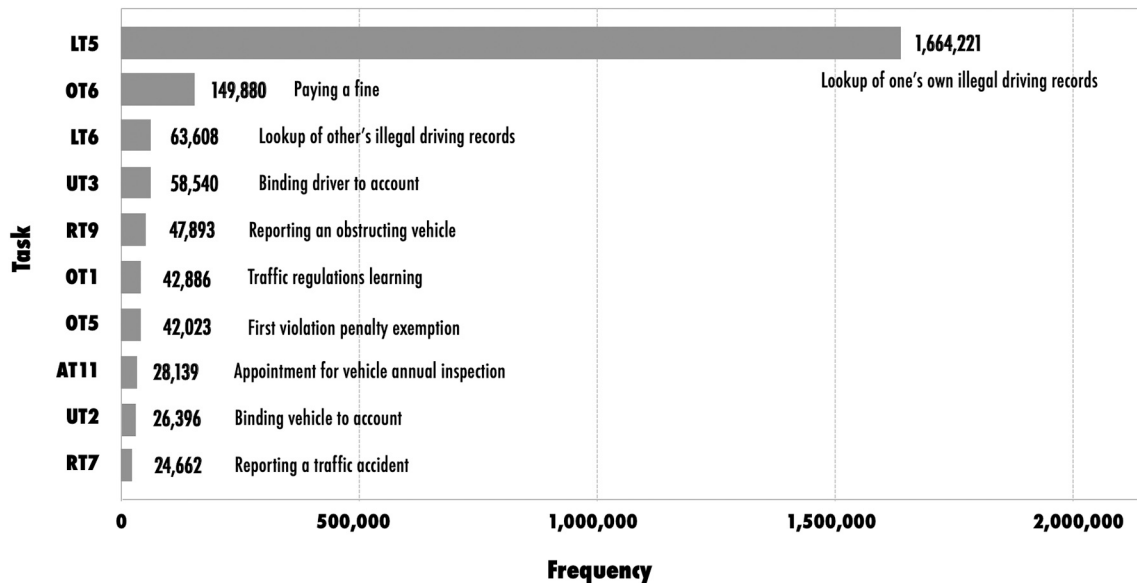 LT5 1,664,221
Lookup of one's own illegal driving records
OT6 149,880 Paying a fine
LT6 63,608 Lookup of other's illegal driving records
UT3 58,540 Binding driver to account
RT9 47,893 Reporting an obstructing vehicle
Task
OT1 42,886 Traffic regulations learning
OT5 42,023 First violation penalty exemption
AT11 28,139 Appointment for vehicle annual inspection
UT2 26,396 Binding vehicle to account
RT7 24,662 Reporting a traffic accident
0 500,000 1,000,000 1,500,000 2,000,000
Frequency